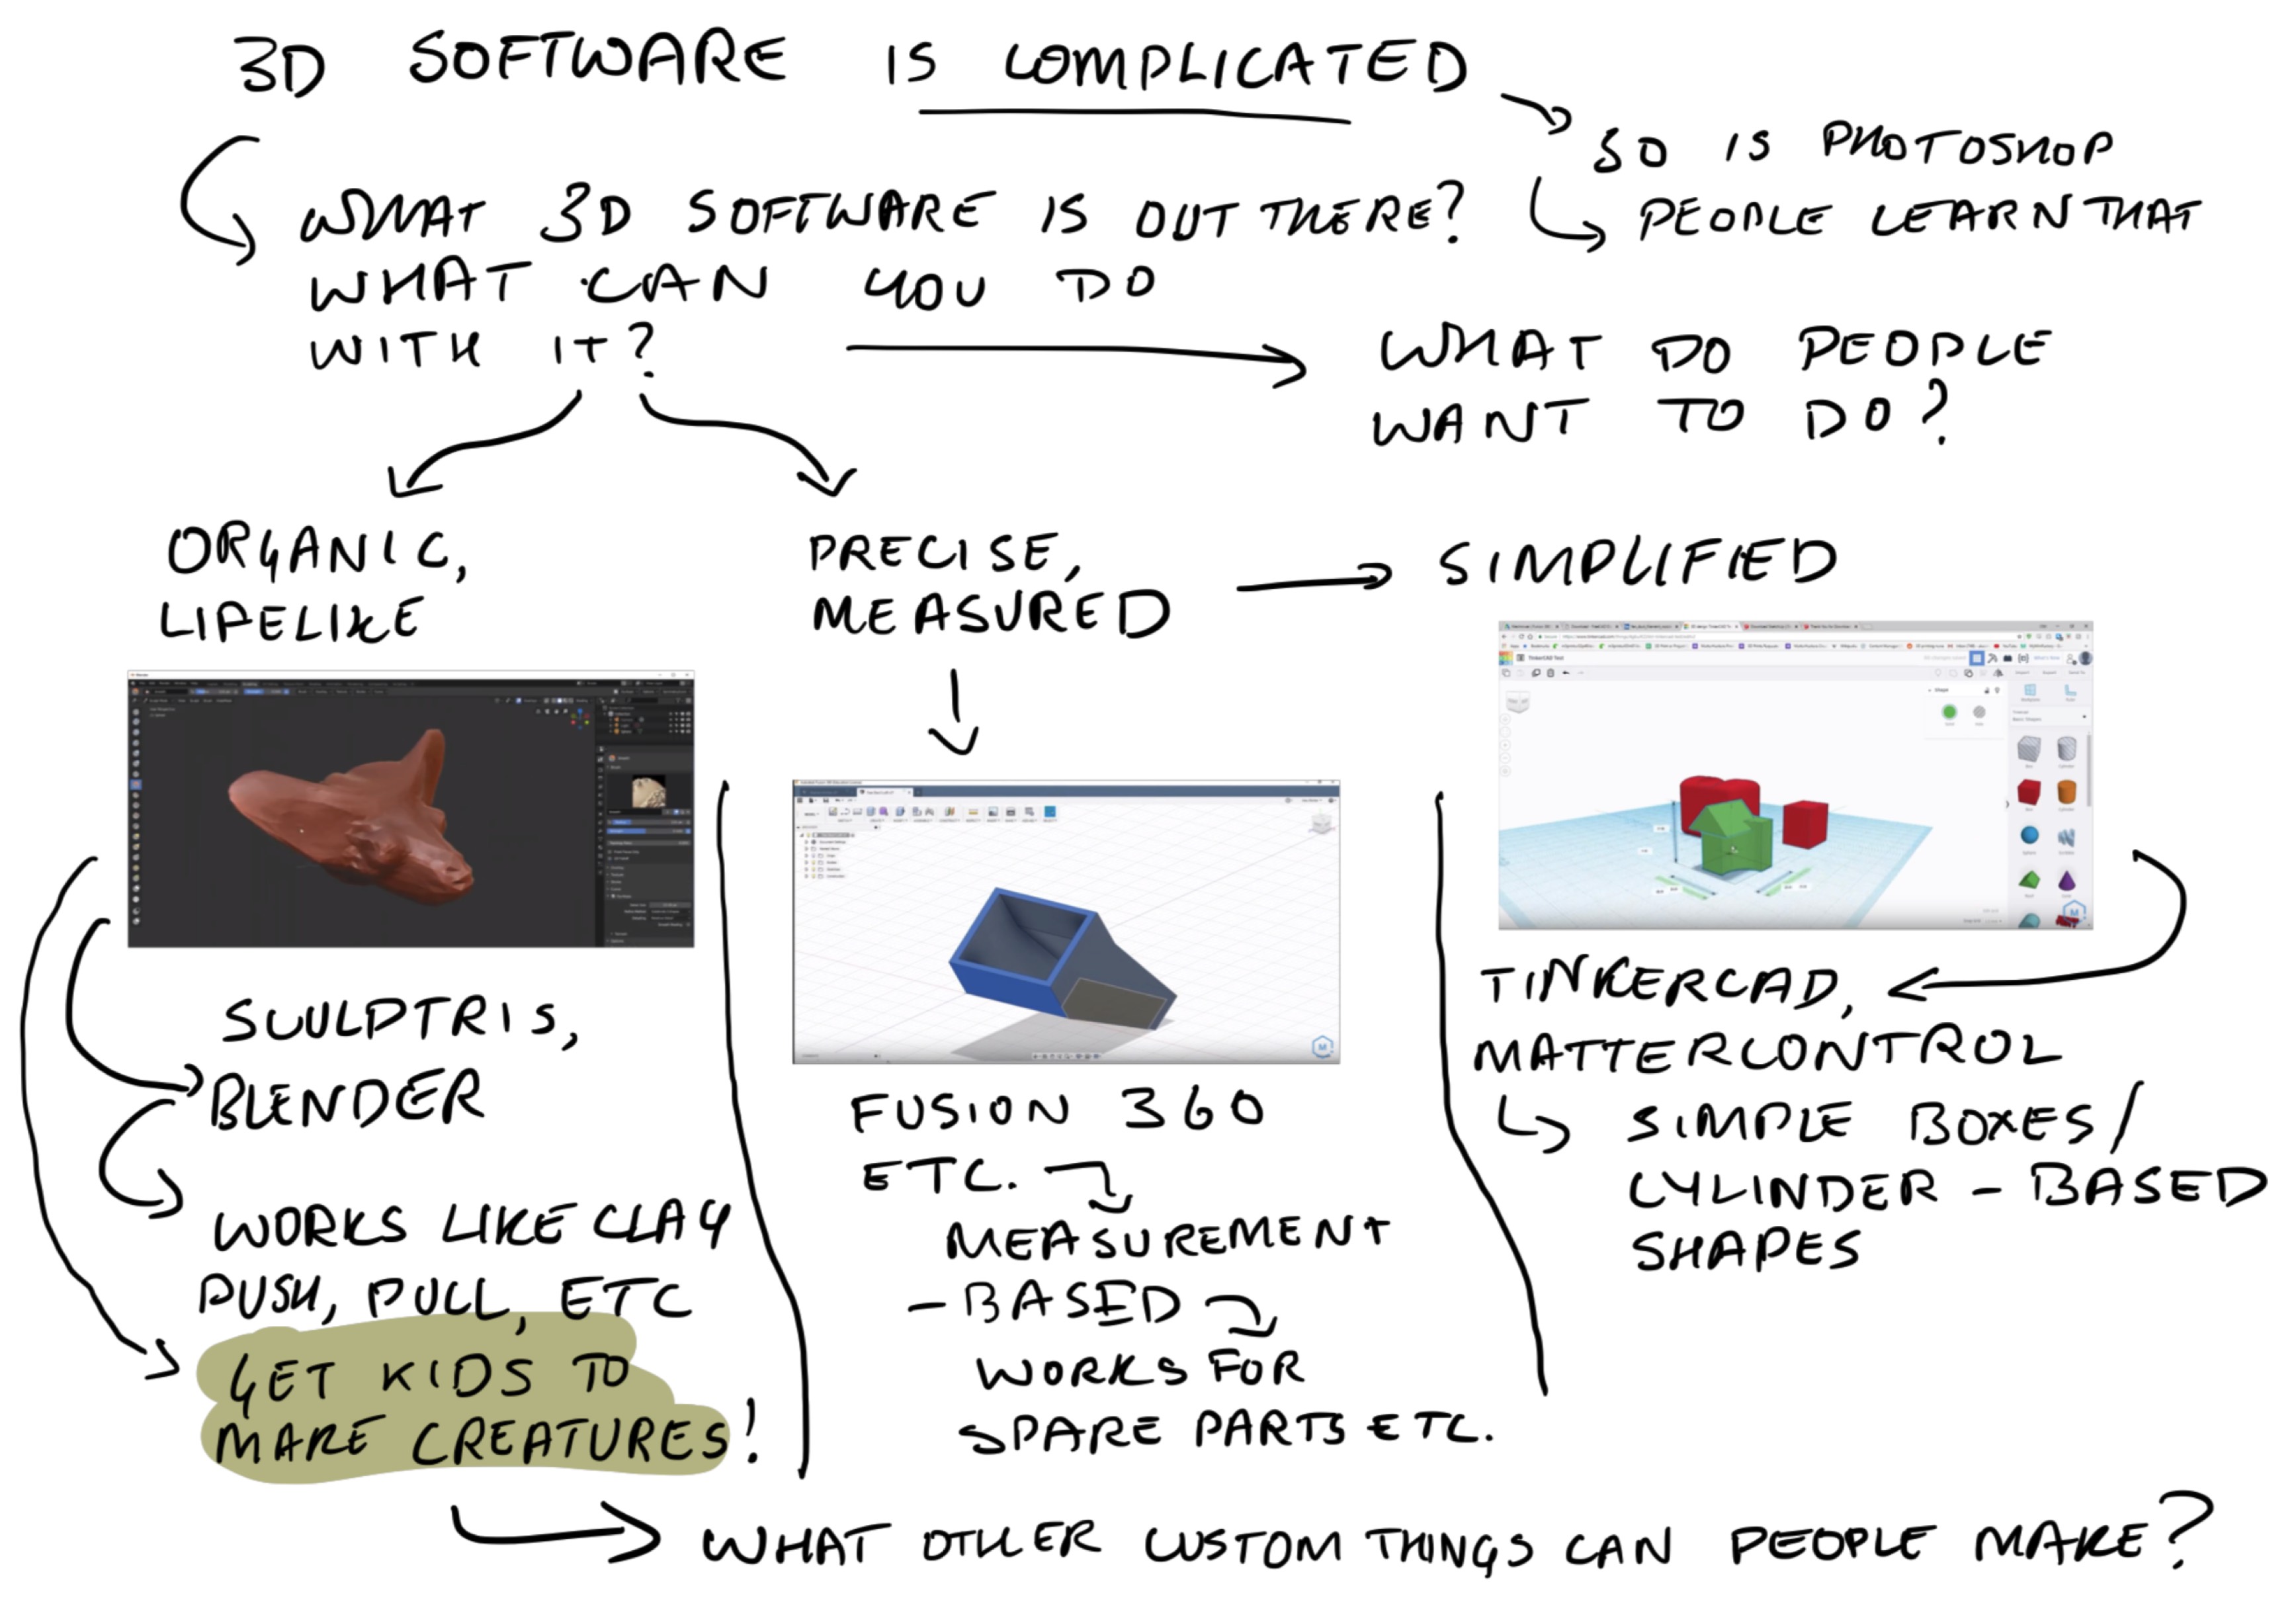 3D SOFTWARE IS COMPLICATED
SO IS PHOTOSHOP
PEOPLE LEARN THAT
WHAT 3D SOFTWARE IS OUT THERE?
WHAT CAN YOU DO
WITH IT?
WHAT DO PEOPLE
WANT TO DO?
ORGANIC,
LIFELIKE
PRECISE,
MEASURED
SIMPLIFIED
SCULPTRIS,
BLENDER
WORKS LIKE CLAY
PUSH, PULL, ETC
GET KIDS TO
MAKE CREATURES!
FUSION 360
ETC.
MEASUREMENT
-BASED
WORKS FOR
SPARE PARTS ETC.
TinkerCAD Test
TINKERCAD,
MATTERCONTROL
SIMPLE BOXES/
CYLINDER - BASED
SHAPES
WHAT OTHER CUSTOM THINGS CAN PEOPLE MAKE?